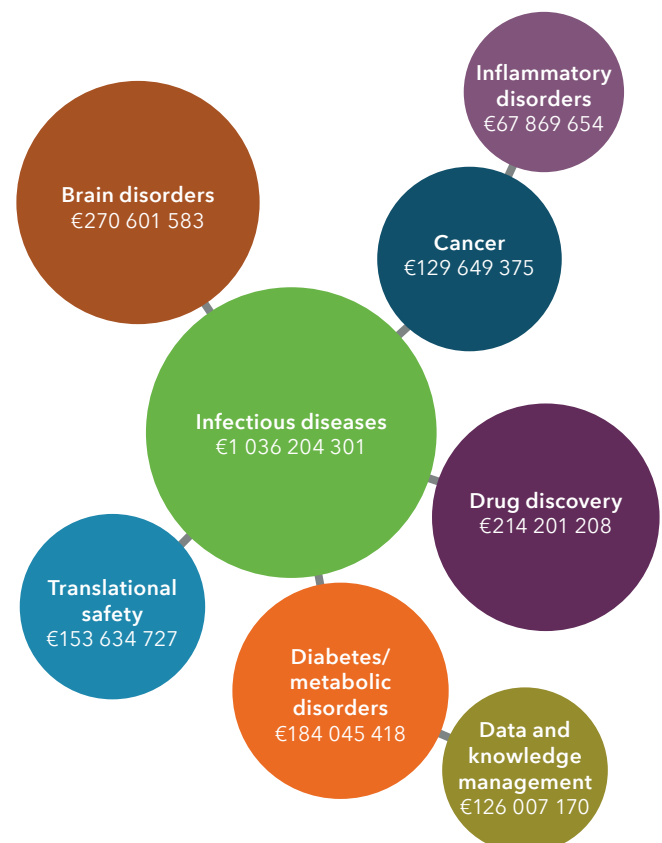 Inflammatory
disorders
€67 869 654
Brain disorders
€270 601 583
Cancer
€129 649 375
Infectious diseases
€1 036 204 301
Drug discovery
€214 201 208
Translational
safety
€153 634 727
Diabetes/
metabolic
disorders
€184 045 418
Data and
knowledge
management
€126 007 170